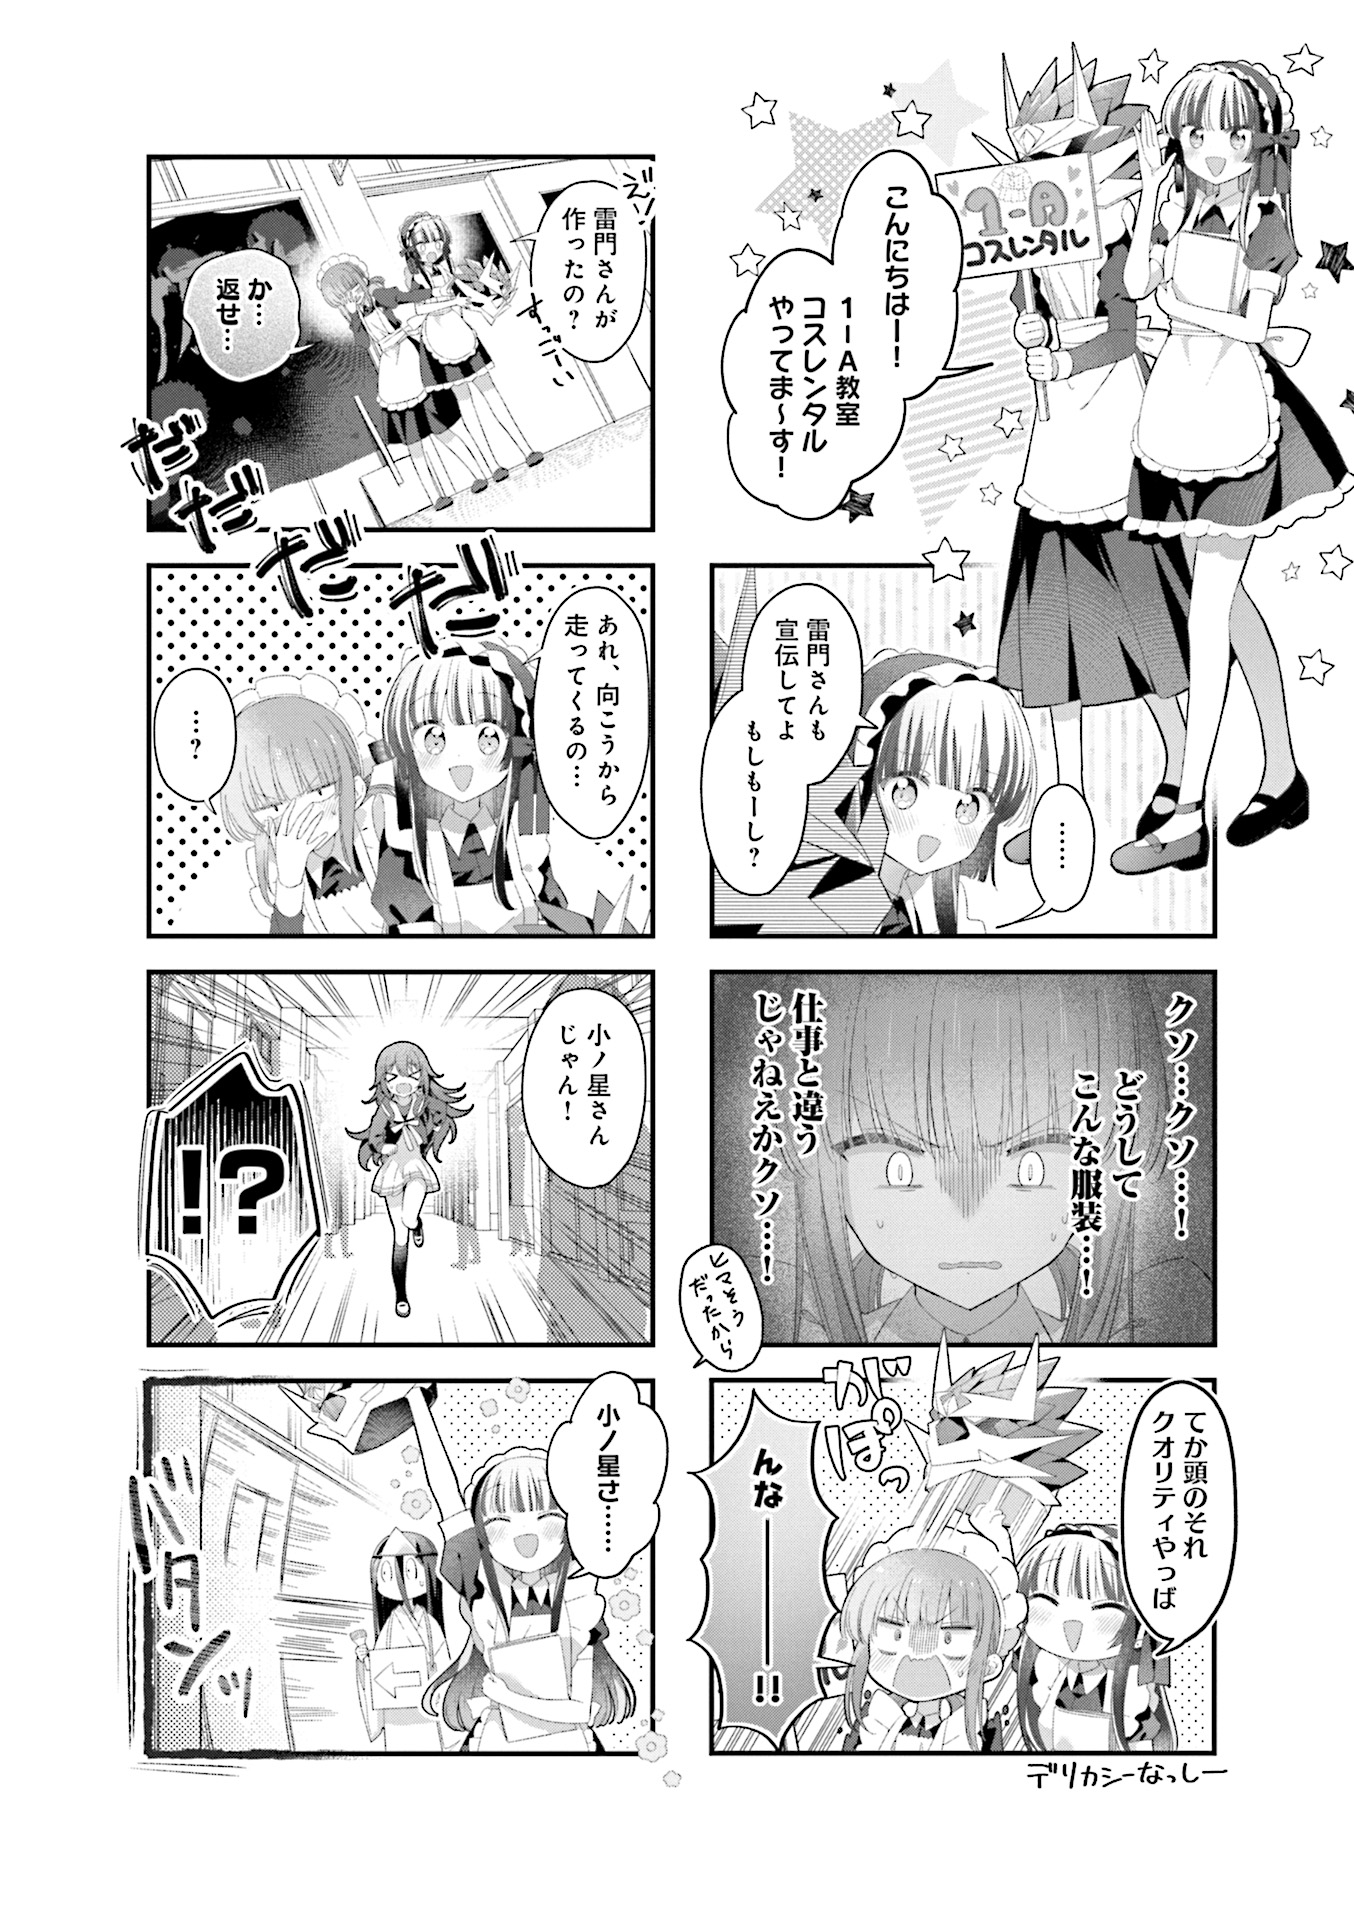 こんにちはー！
1-A教室
コスレンタル
やってま〜す！
1-A
コスレンタル
雷門さんも
宣伝してよ
もしもーし？
……
クソ…クソ…！
どうして
こんな服装…！
仕事と違う
じゃねえかクソ…！
ヒマそう
だったから
てか頭のそれ
クオリティやっば
がぽっ
んな——!!
デリカシーなっしー
え！
雷門さんが
作ったの？
すっごーい
か…
返せ…
だだだだ
あれ、向こうから
走ってくるの…
…？
小ノ星さん
じゃん！
!?
小ノ星さ……
バタンッ